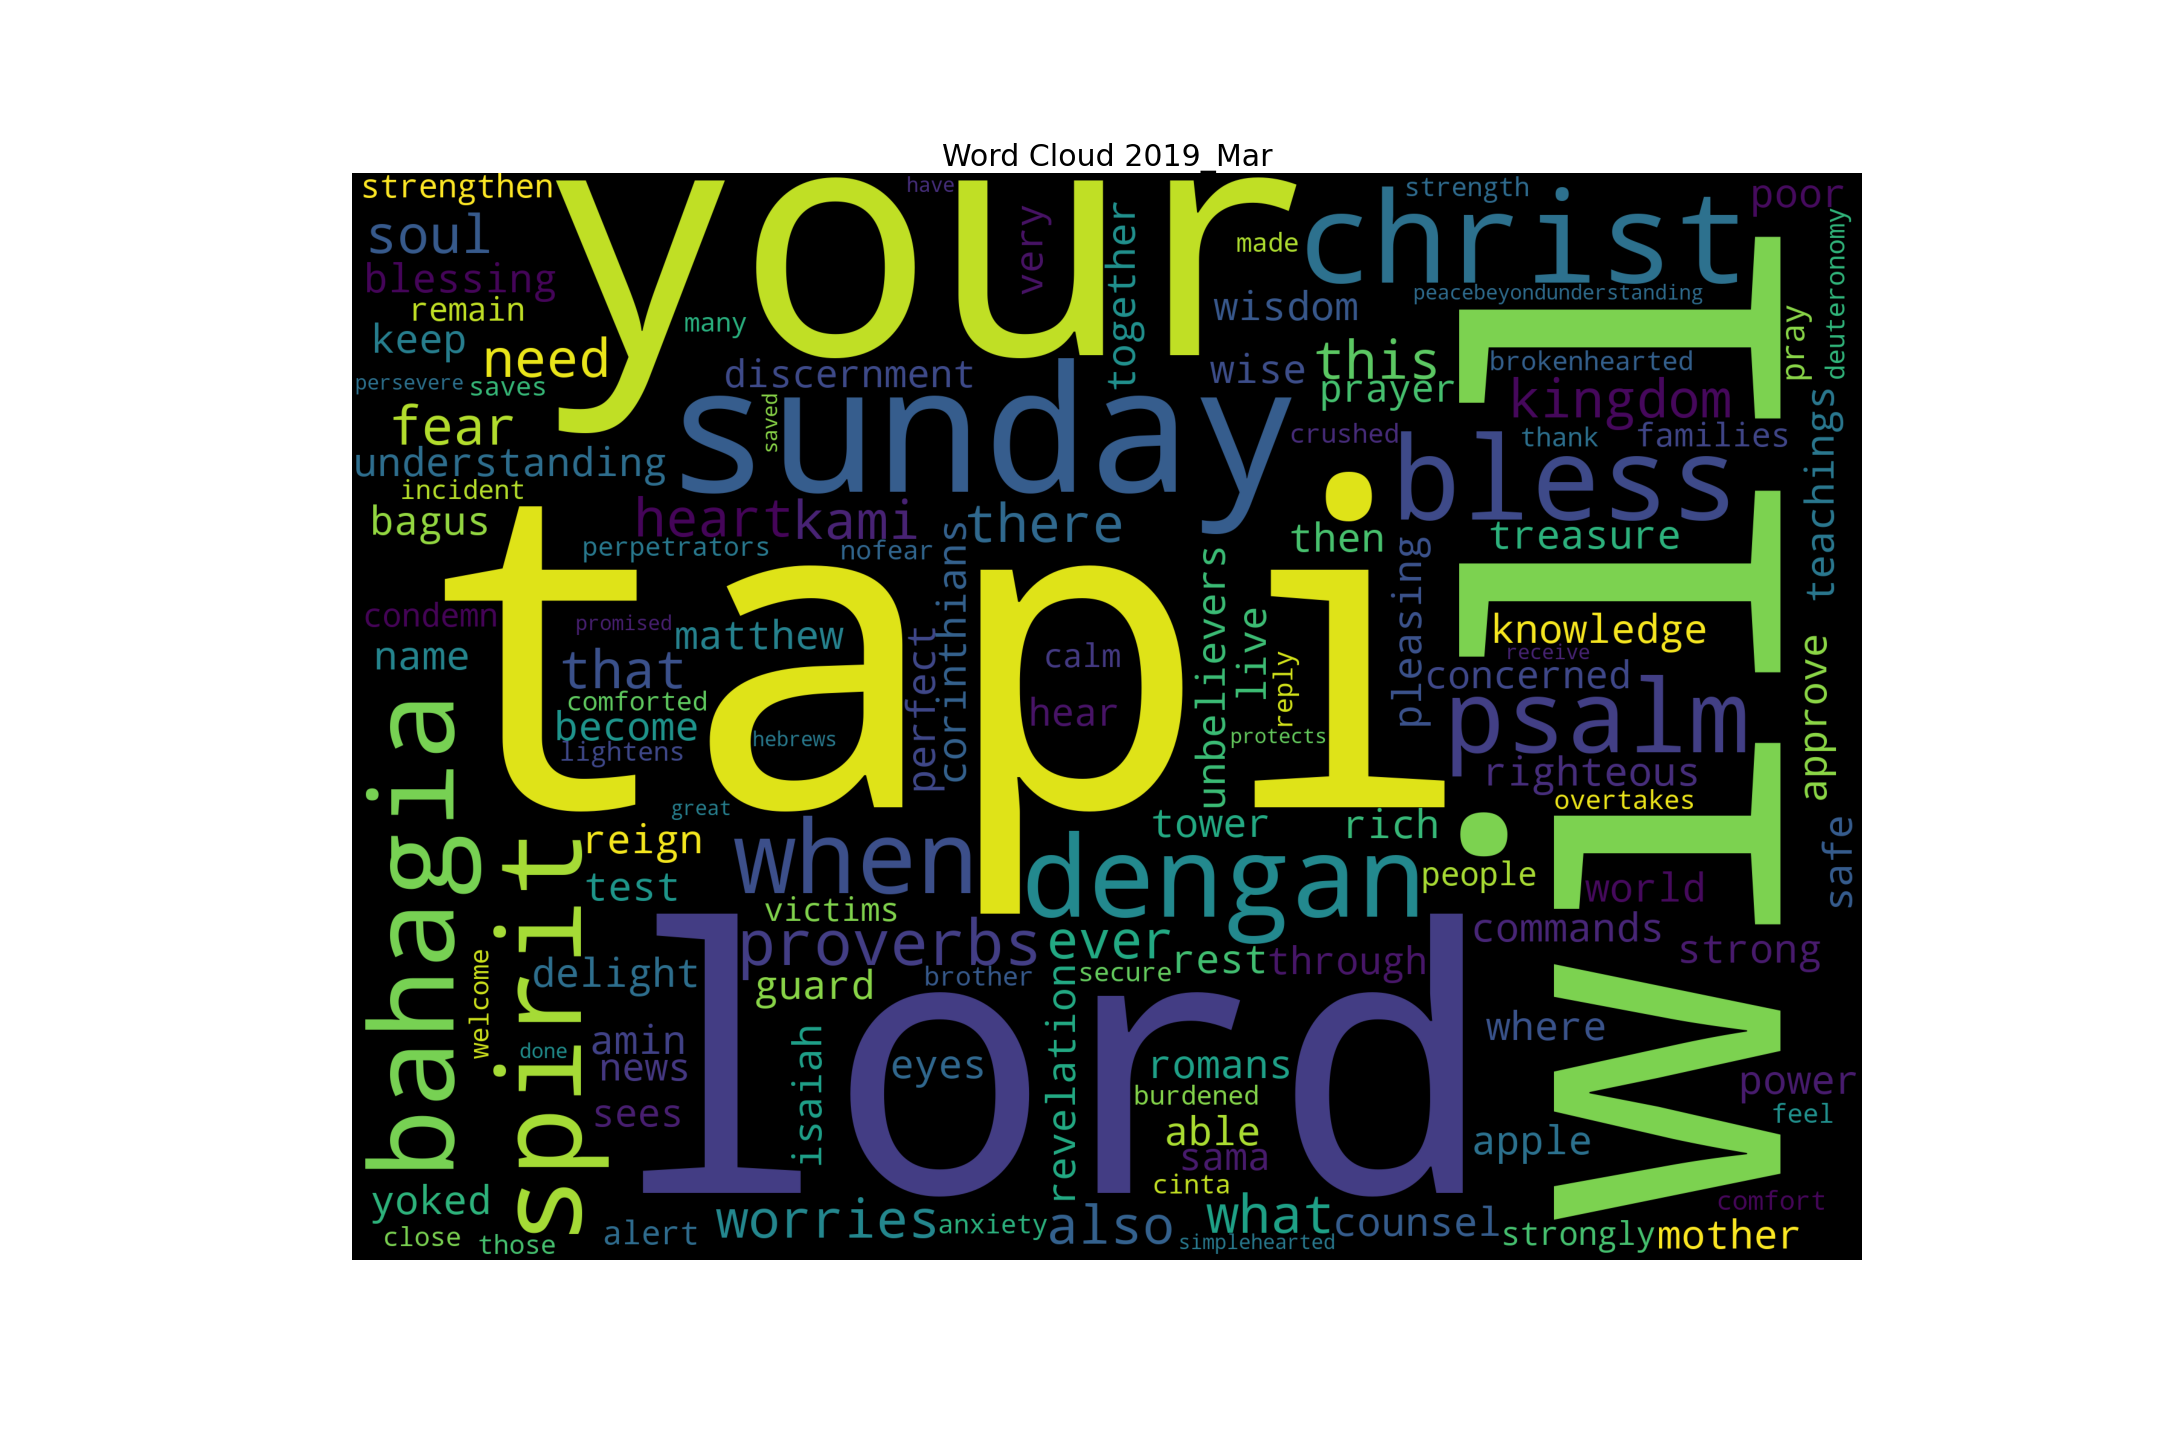 Word Cloud 2019_Mar
strengthen
your
have
christ
strength
poor
soul
very
together
made
deuteronomy
blessing
remain
keep
need
many
wisdom
peacebeyondunderstanding
pray
will
persevere
saves
discernment
wise
this
prayer
brokenhearted
kingdom
fear
saved
sunday
crushed
bless
thank
families
teachings
understanding
incident
bagus
heart
kami
there
then
treasure
perpetrators
nofear
corinthians
unbelievers
pleasing
tapi
condemn
promised
name
that
matthew
perfect
calm
live
reply
knowledge
receive
concerned
approve
comforted
become
lightens
hebrews
hear
protects
psalm
righteous
bahagia
spirit
great
overtakes
reign
when
dengan
tower
rich
people
safe
test
victims
world
proverbs
ever
commands
strong
welcome
delight
guard
brother
secure
rest
through
lord
revelation
amin
news
done
isaiah
eyes
romans
where
power
feel
sees
burdened
able
apple
sama
cinta
yoked
close
those
alert
worries
anxiety
also
what
simplehearted
counsel
strongly
mother
comfort